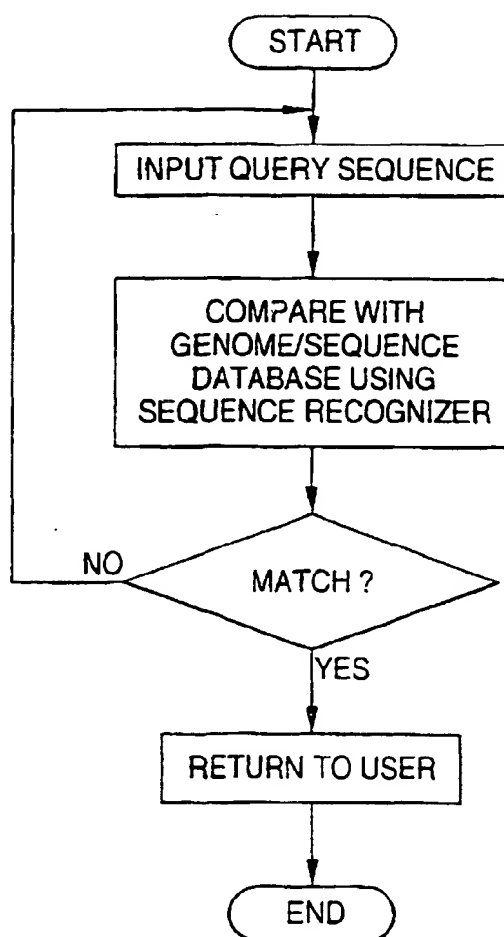 START
INPUT QUERY SEQUENCE
COMPARE WITH
GENOME/SEQUENCE
DATABASE USING
SEQUENCE RECOGNIZER
NO
MATCH ?
YES
RETURN TO USER
END